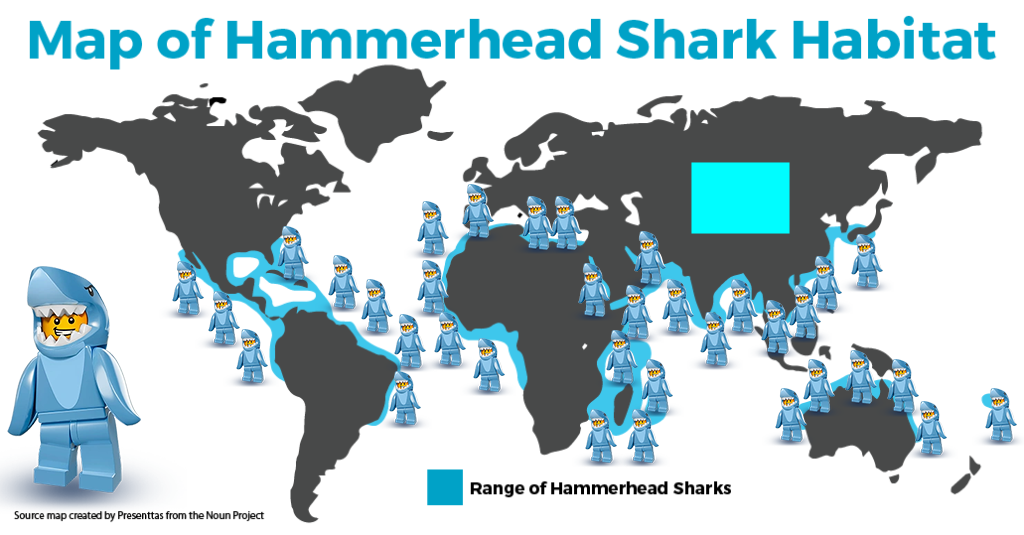 Map of Hammerhead Shark Habitat
Range of Hammerhead Sharks
Source map created by Presenttas from the Noun Project